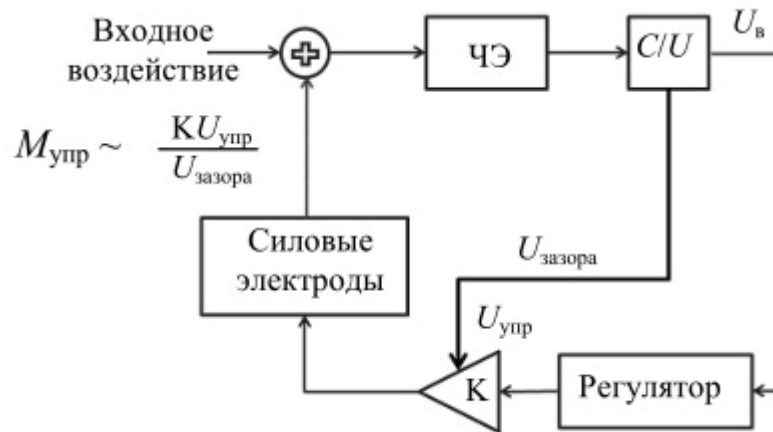 Входное
воздействие
ЧЭ
C/U
Uв
Mупр ~ KUупр
Uзазора
Силовые
электроды
Uзазора
Uупр
K
Регулятор